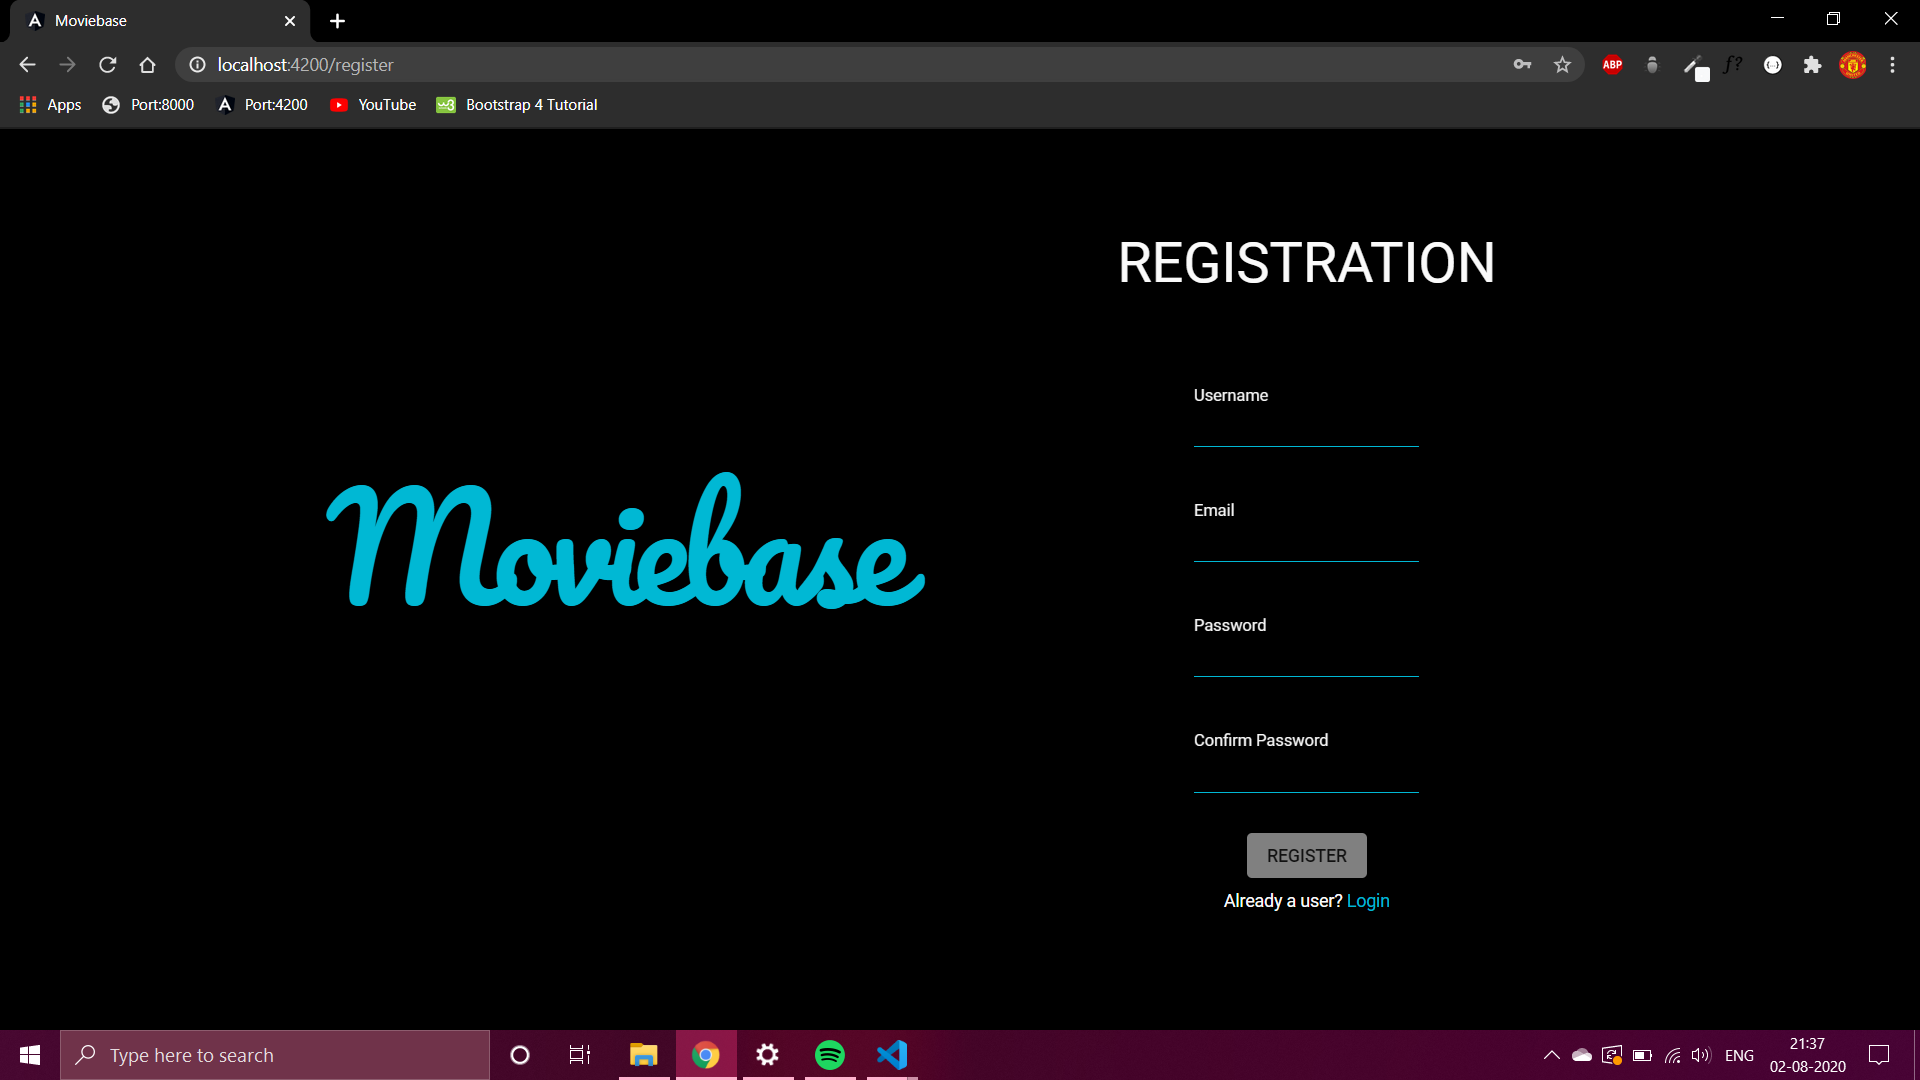 Moviebase
localhost:4200/register
ABP
f?
Apps Port:8000 Port:4200 YouTube Bootstrap 4 Tutorial
REGISTRATION
Username
Email
Moviebase
Password
Confirm Password
REGISTER
Already a user? Login
Type here to search
ENG
21:37
02-08-2020